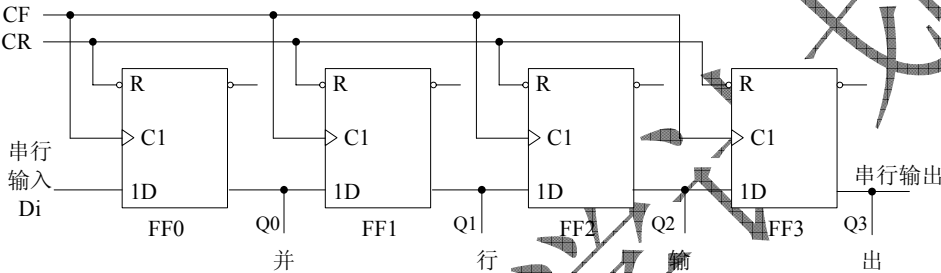 CF
CR
R R R R
C1 C1 C1 C1
串行
输入
Di
1D 1D 1D 1D
串行输出
FF0 Q0 FF1 Q1 FF2 Q2 FF3 Q3
并 行 输 出